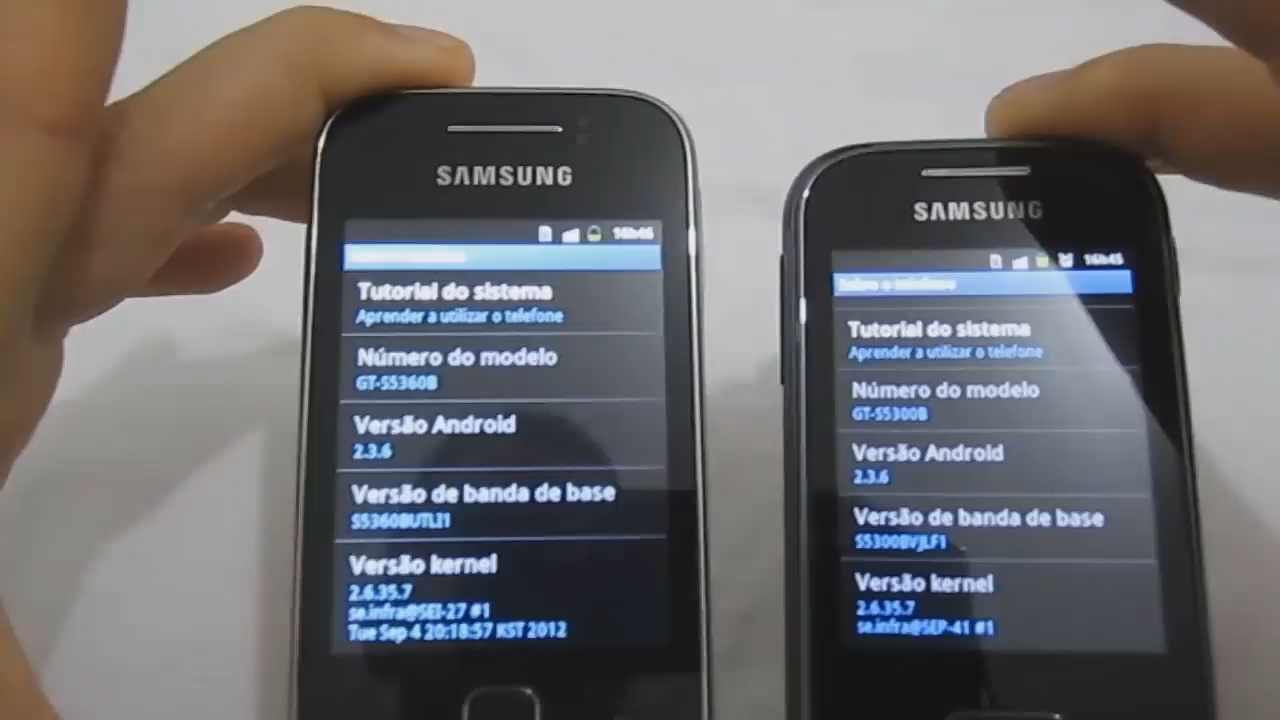 SAMSUNG
16h46
Tutorial do sistema
Aprender a utilizar o telefone
Número do modelo
GT-S5360B
Versão Android
2.3.6
Versão de banda de base
S5360BUTLI1
Versão kernel
2.6.35.7
se.infra@SEI-27 #1
Tue Sep 4 20:18:57 KST 2012
SAMSUNG
16h45
Sobre o telefone
Tutorial do sistema
Aprender a utilizar o telefone
Número do modelo
GT-S5300B
Versão Android
2.3.6
Versão de banda de base
S5300BVJLF1
Versão kernel
2.6.35.7
se.infra@SEP-41 #1